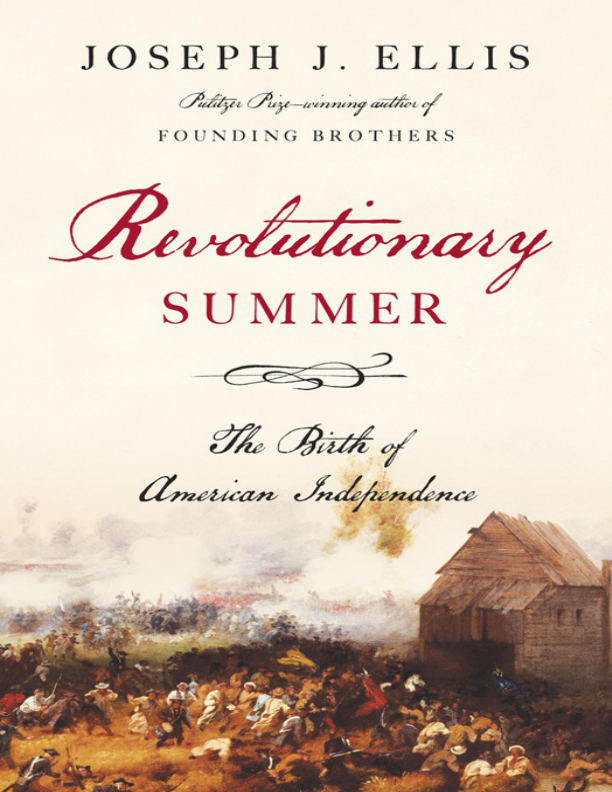 JOSEPH J. ELLIS
Pulitzer Prize—winning author of
FOUNDING BROTHERS
Revolutionary
SUMMER
The Birth of
American Independence